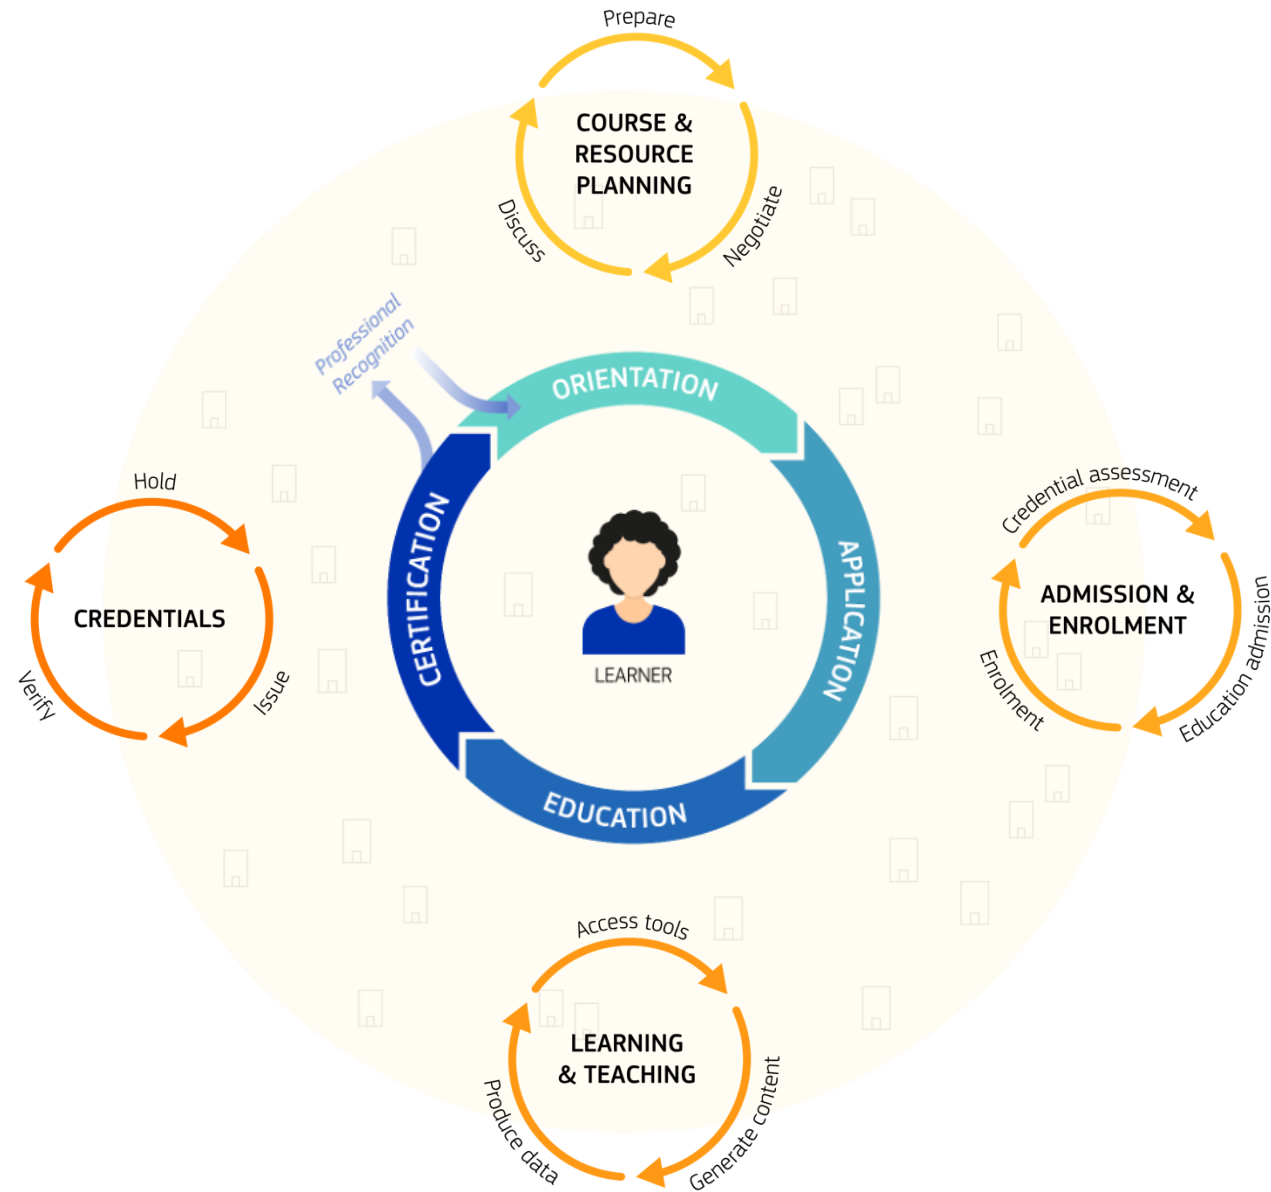 Prepare
COURSE &
RESOURCE
PLANNING
Discuss
Negotiate
Professional
Recognition
ORIENTATION
APPLICATION
EDUCATION
CERTIFICATION
LEARNER
Hold
CREDENTIALS
Verify
Issue
Credential assessment
ADMISSION &
ENROLMENT
Enrolment
Education admission
Access tools
LEARNING
& TEACHING
Produce data
Generate content